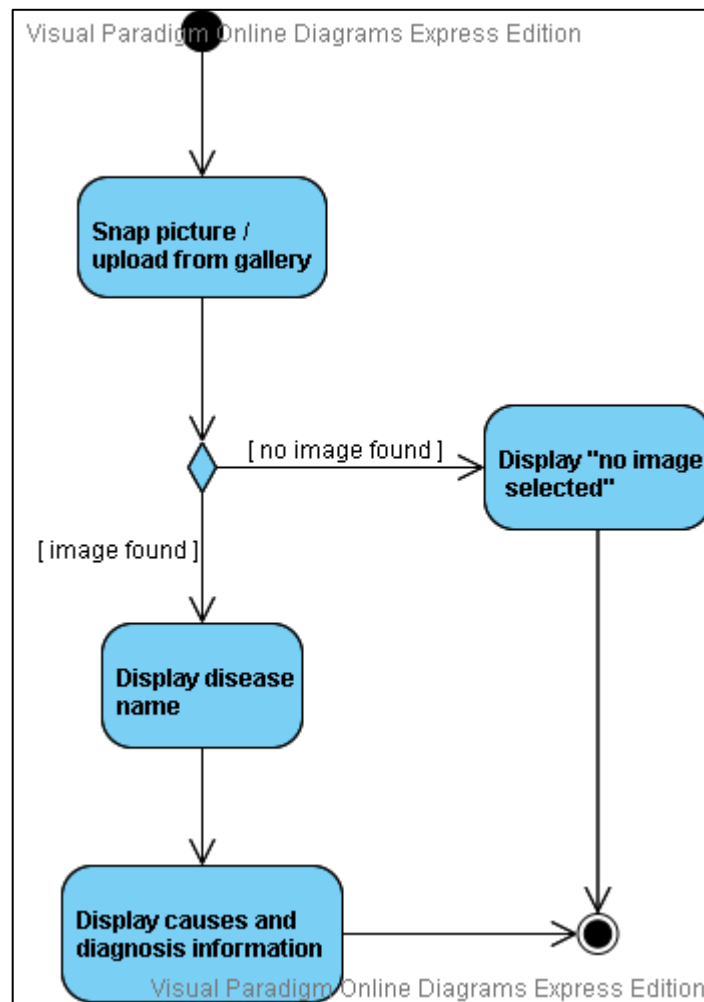 Visual Paradigm Online Diagrams Express Edition
Snap picture /
upload from gallery
[ no image found ]
Display "no image
selected"
[ image found ]
Display disease
name
Display causes and
diagnosis information
Visual Paradigm Online Diagrams Express Edition